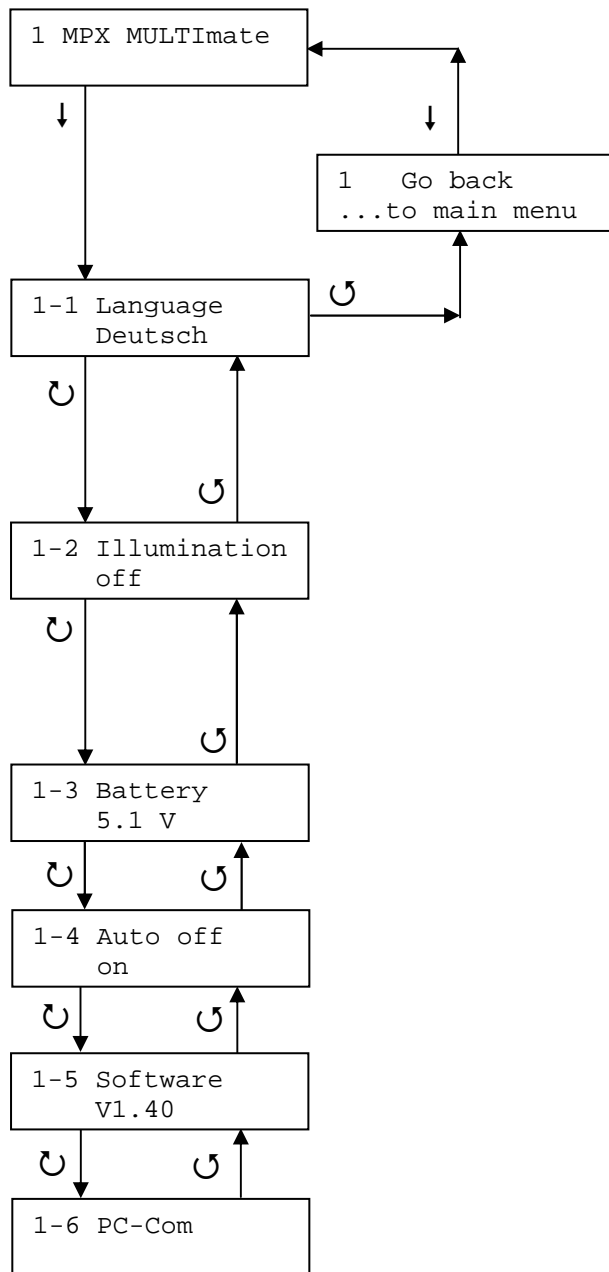 1 MPX MULTImate
1 Go back
...to main menu
1-1 Language
Deutsch
1-2 Illumination
off
1-3 Battery
5.1 V
1-4 Auto off
on
1-5 Software
V1.40
1-6 PC-Com